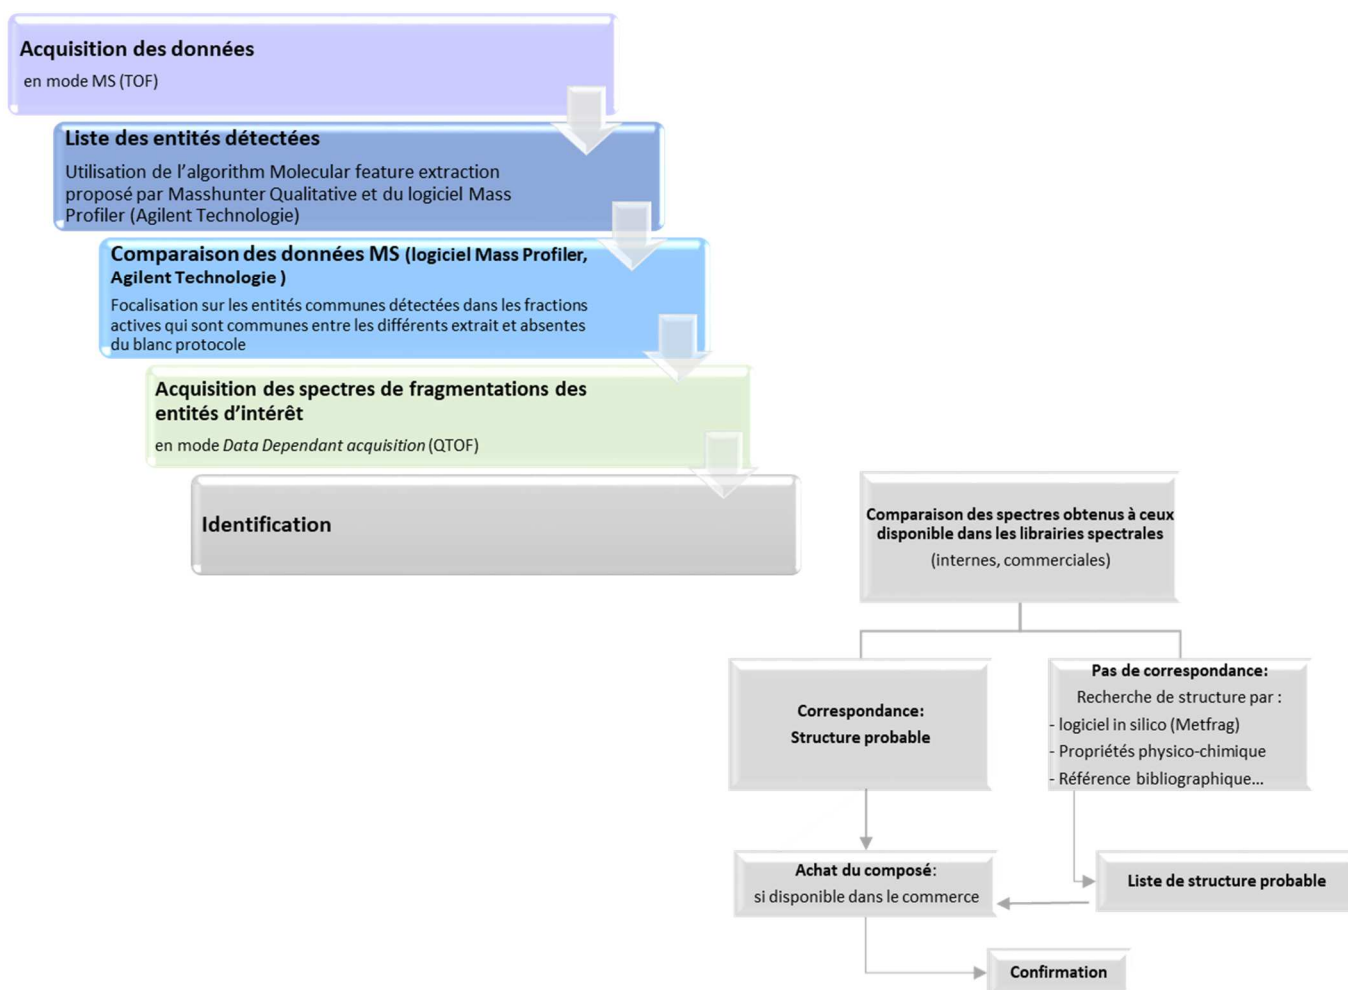 Acquisition des données
en mode MS (TOF)
Liste des entités détectées
Utilisation de l'algorithm Molecular feature extraction
proposé par Masshunter Qualitative et du logiciel Mass
Profiler (Agilent Technologie)
Comparaison des données MS (logiciel Mass Profiler,
Agilent Technologie )
Focalisation sur les entités communes détectées dans les fractions
actives qui sont communes entre les différents extrait et absentes
du blanc protocole
Acquisition des spectres de fragmentations des
entités d'intérêt
en mode Data Dependant acquisition (QTOF)
Identification
Comparaison des spectres obtenus à ceux
disponible dans les librairies spectrales
(internes, commerciales)
Correspondance:
Structure probable
Pas de correspondance:
Recherche de structure par :
- logiciel in silico (Metfrag)
- Propriétés physico-chimique
- Référence bibliographique...
Achat du composé:
si disponible dans le commerce
Liste de structure probable
Confirmation